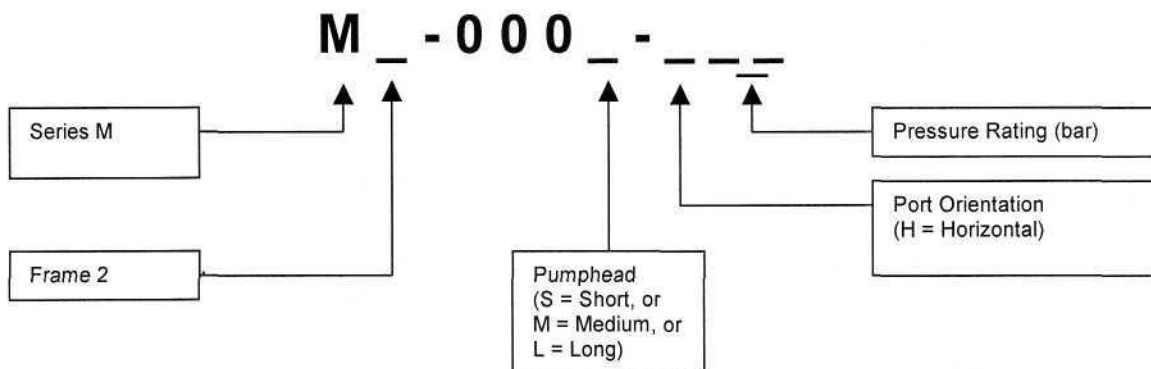 M _ - 0 0 0 _ - _ _ _
Series M
Pressure Rating (bar)
Port Orientation
(H = Horizontal)
Frame 2
Pumphead
(S = Short, or
M = Medium, or
L = Long)